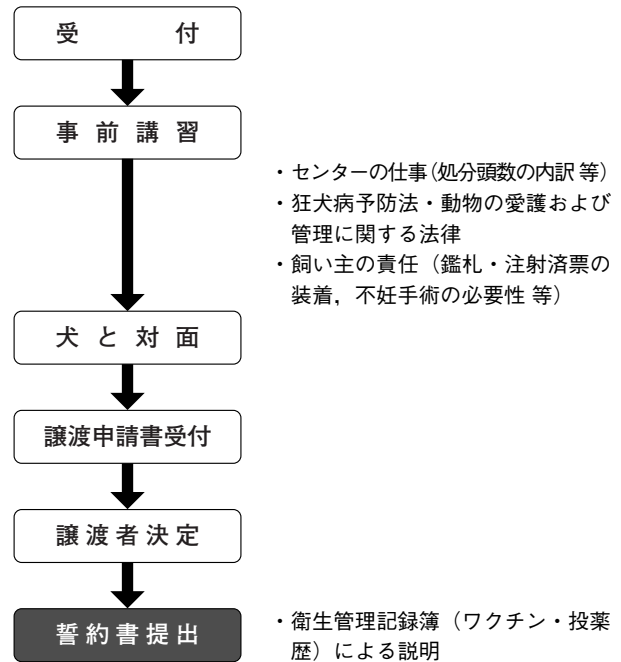 受付
事前講習
・センターの仕事（処分頭数の内訳 等）
・狂犬病予防法・動物の愛護および
管理に関する法律
・飼い主の責任（鑑札・注射済票の
装着，不妊手術の必要性 等）
犬と対面
譲渡申請書受付
譲渡者決定
誓約書提出
・衛生管理記録簿（ワクチン・投薬
歴）による説明